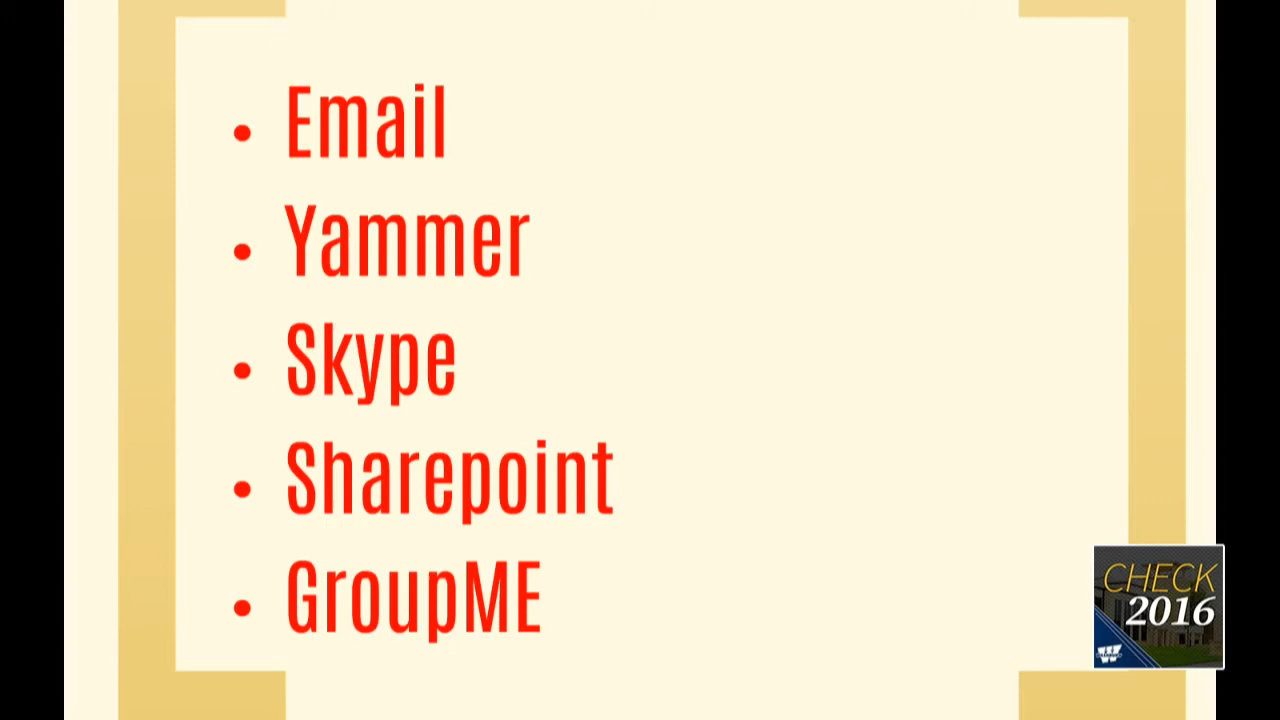 • Email
• Yammer
• Skype
• Sharepoint
• GroupME
CHECK
2016
W